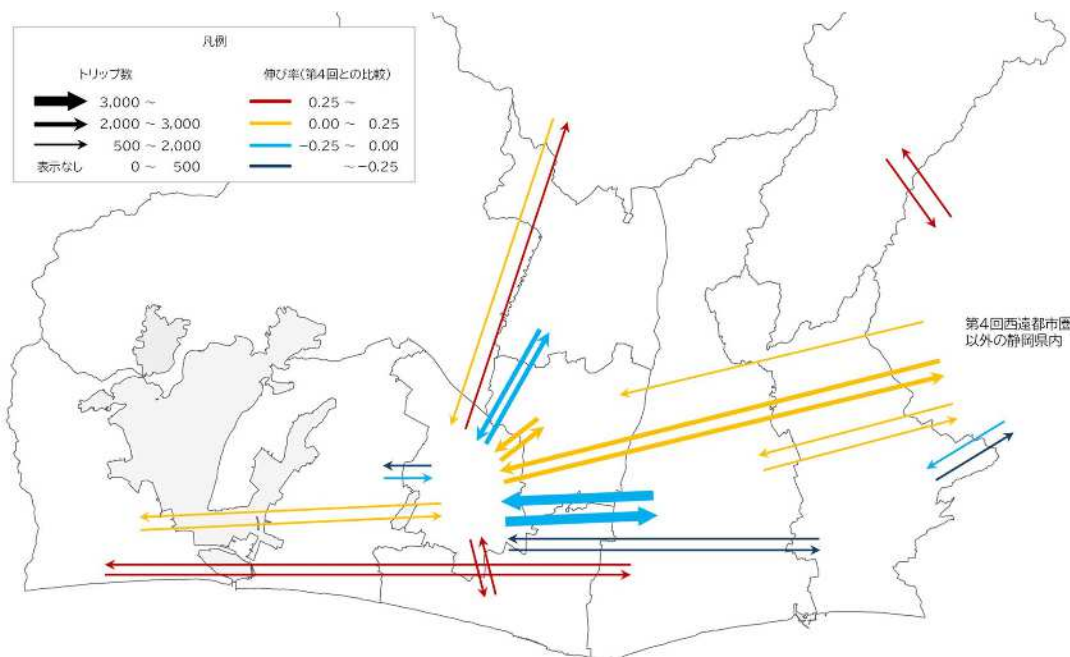 凡例
トリップ数 伸び率(第4回との比較)
3,000 ～ 0.25 ～
2,000 ～ 3,000 0.00 ～ 0.25
500 ～ 2,000 −0.25 ～ 0.00
表示なし 0 ～ 500 ～−0.25
第4回西遠都市圏
以外の静岡県内